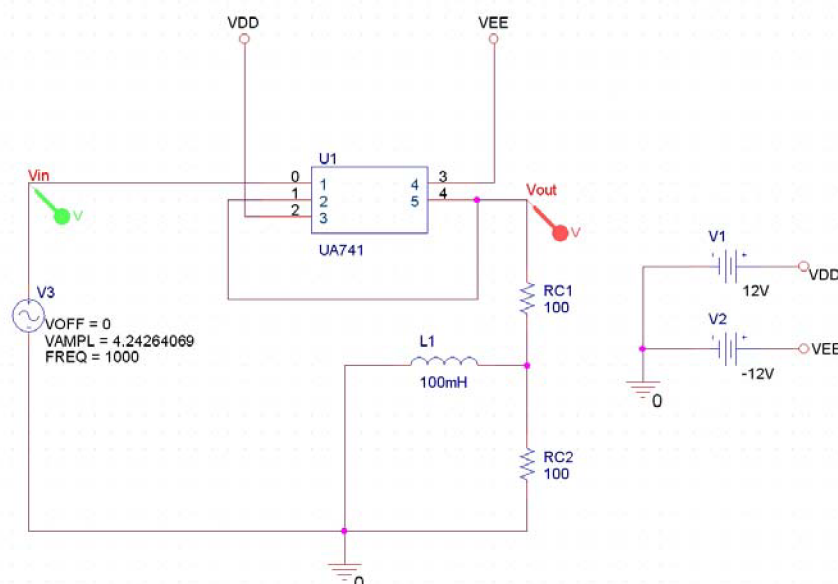 VDD
VEE
U1
Vin
0
1
2
1
2
3
4
5
3
4
Vout
V
V
UA741
V1
VDD
12V
RC1
100
V3
VOFF = 0
VAMPL = 4.24264069
FREQ = 1000
V2
VEE
-12V
L1
100mH
0
RC2
100
0